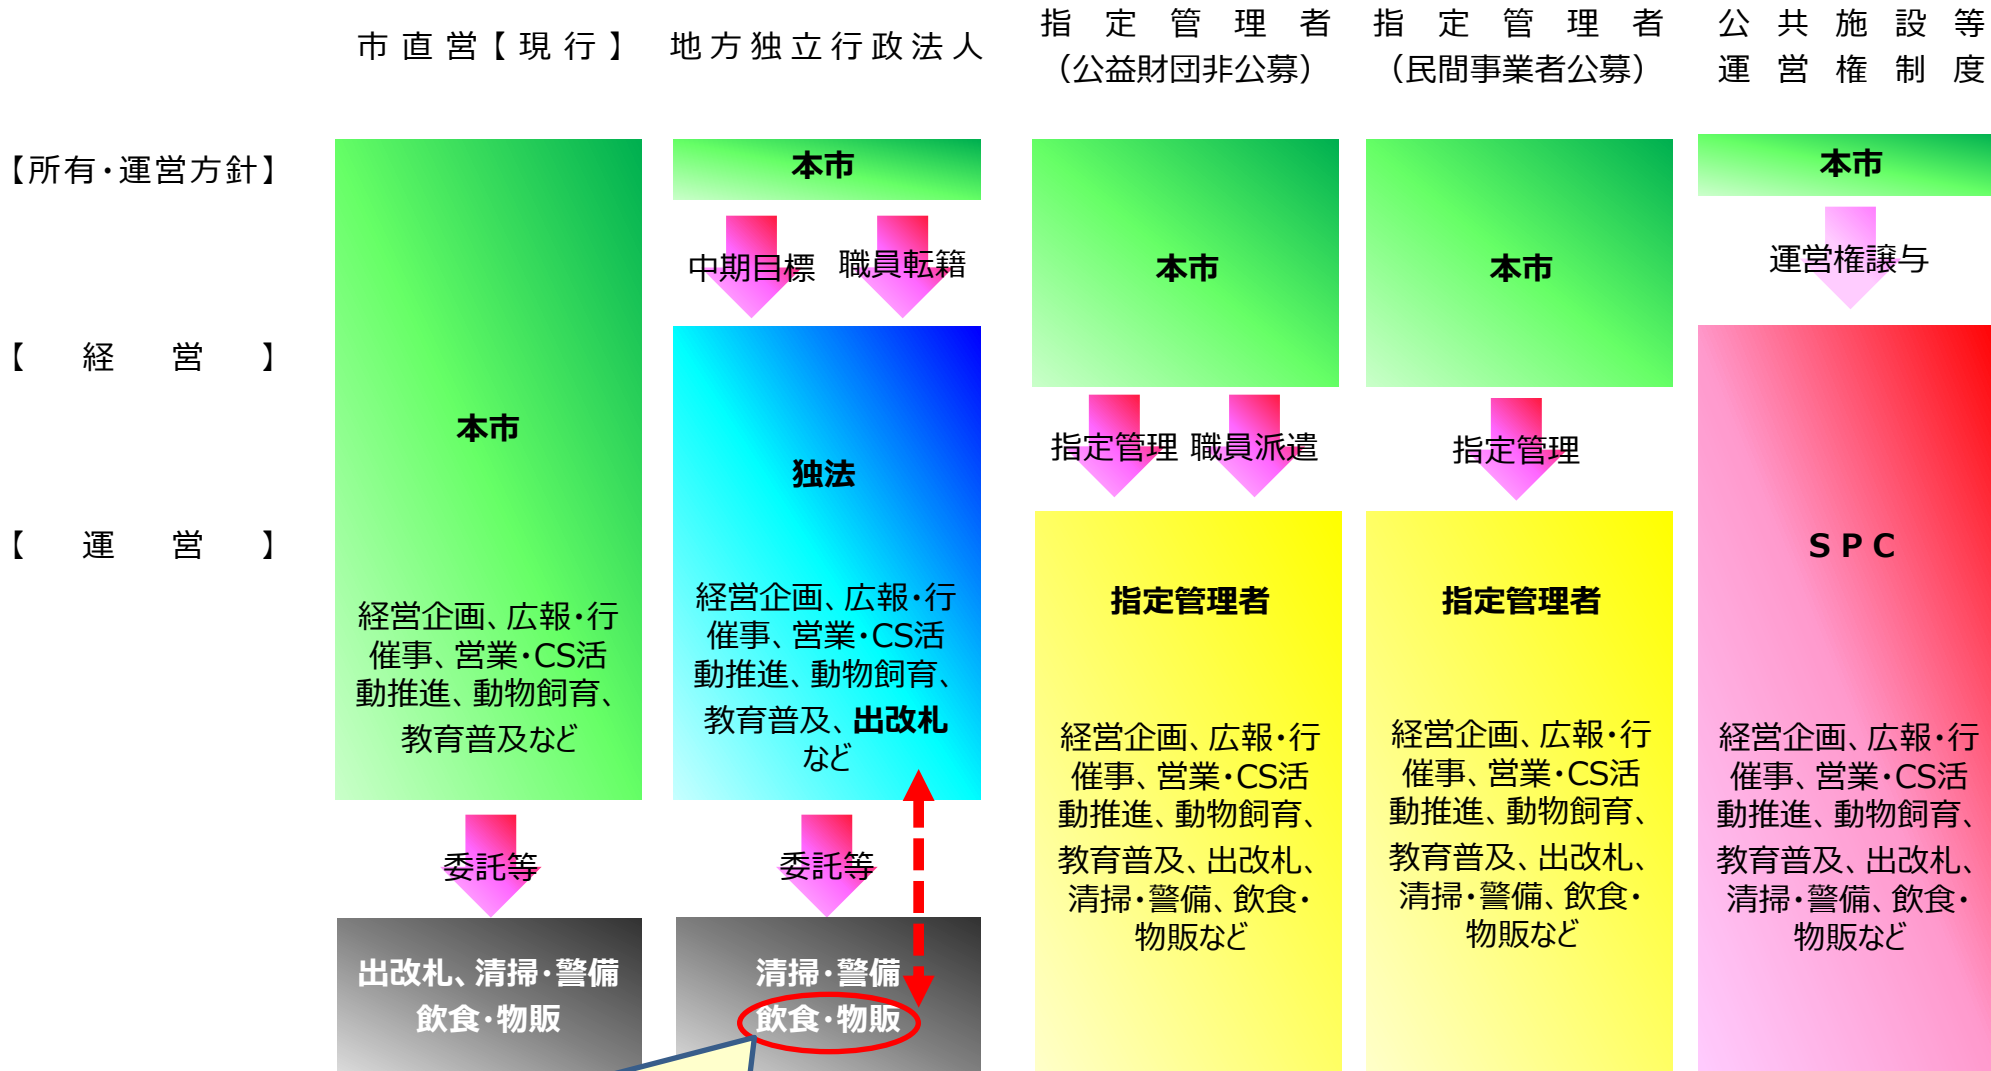 市直営【現行】
地方独立行政法人
指定管理者
（公益財団非公募）
指定管理者
（民間事業者公募）
公共施設等
運営権制度
【所有・運営方針】
【経営】
【運営】
本市
経営企画、広報・行
催事、営業・CS活
動推進、動物飼育、
教育普及など
委託等
出改札、清掃・警備
飲食・物販
本市
中期目標
職員転籍
独法
経営企画、広報・行
催事、営業・CS活
動推進、動物飼育、
教育普及、出改札
など
委託等
清掃・警備
飲食・物販
本市
指定管理
職員派遣
指定管理者
経営企画、広報・行
催事、営業・CS活
動推進、動物飼育、
教育普及、出改札、
清掃・警備、飲食・
物販など
本市
指定管理
指定管理者
経営企画、広報・行
催事、営業・CS活
動推進、動物飼育、
教育普及、出改札、
清掃・警備、飲食・
物販など
本市
運営権譲与
ＳＰＣ
経営企画、広報・行
催事、営業・CS活
動推進、動物飼育、
教育普及、出改札、
清掃・警備、飲食・
物販など